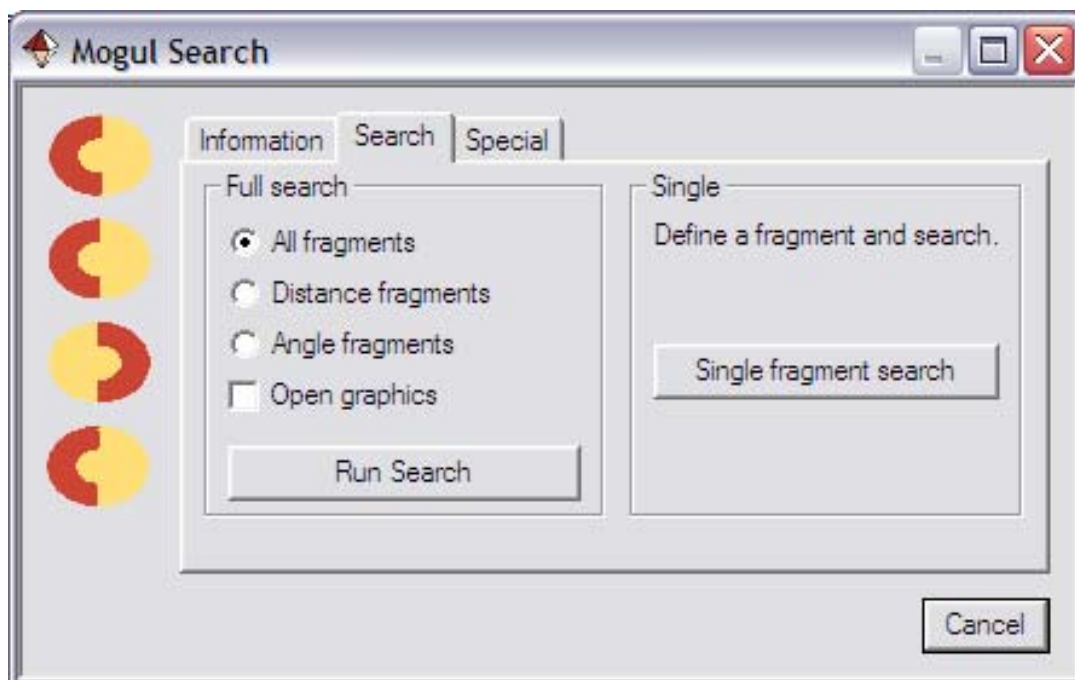 Mogul Search
Information Search Special
Full search
All fragments
Distance fragments
Angle fragments
Open graphics
Run Search
Single
Define a fragment and search.
Single fragment search
Cancel